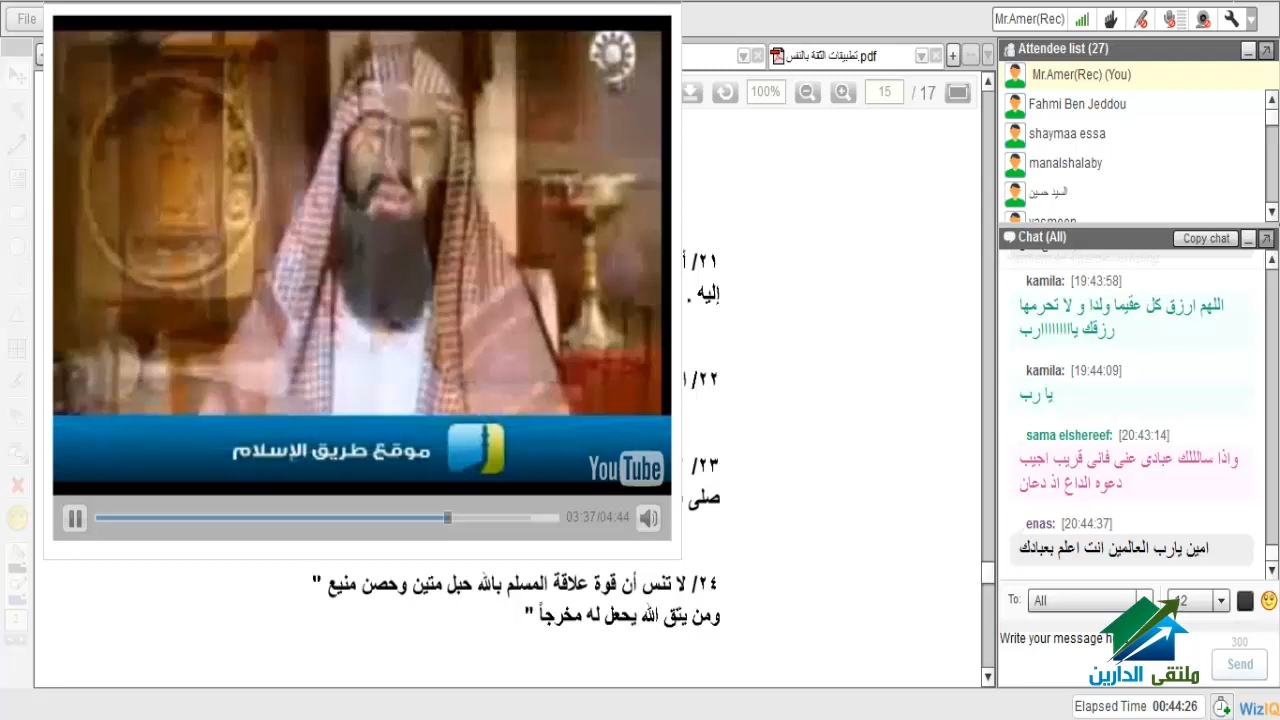 File
Mr.Amer(Rec)
تطبيقات الثقة بالنفس.pdf
100%
15 / 17
٢١/
إليه .
٢٢/
٢٣/
صلى
٢٤/ لا تنس أن قوة علاقة المسلم بالله حبل متين وحصن منيع "
ومن يتق الله يجعل له مخرجاً "
موقع طريق الإسلام
YouTube
03:37/04:44
Attendee list (27)
Mr.Amer(Rec) (You)
Fahmi Ben Jeddou
shaymaa essa
manalshalaby
السيد حسين
yasmeen
Chat (All)
Copy chat
kamila: [19:43:58]
اللهم ارزق كل عقيما ولدا و لا تحرمها
رزقك يااااااااارب
kamila: [19:44:09]
يا رب
sama elshereef: [20:43:14]
واذا سالللك عبادى عنى فانى قريب اجيب
دعوه الداع اذ دعان
enas: [20:44:37]
امين يارب العالمين انت اعلم بعبادك
To: All
12
Write your message
300
Send
ملتقى الدارين
Elapsed Time 00:44:26
WizIQ